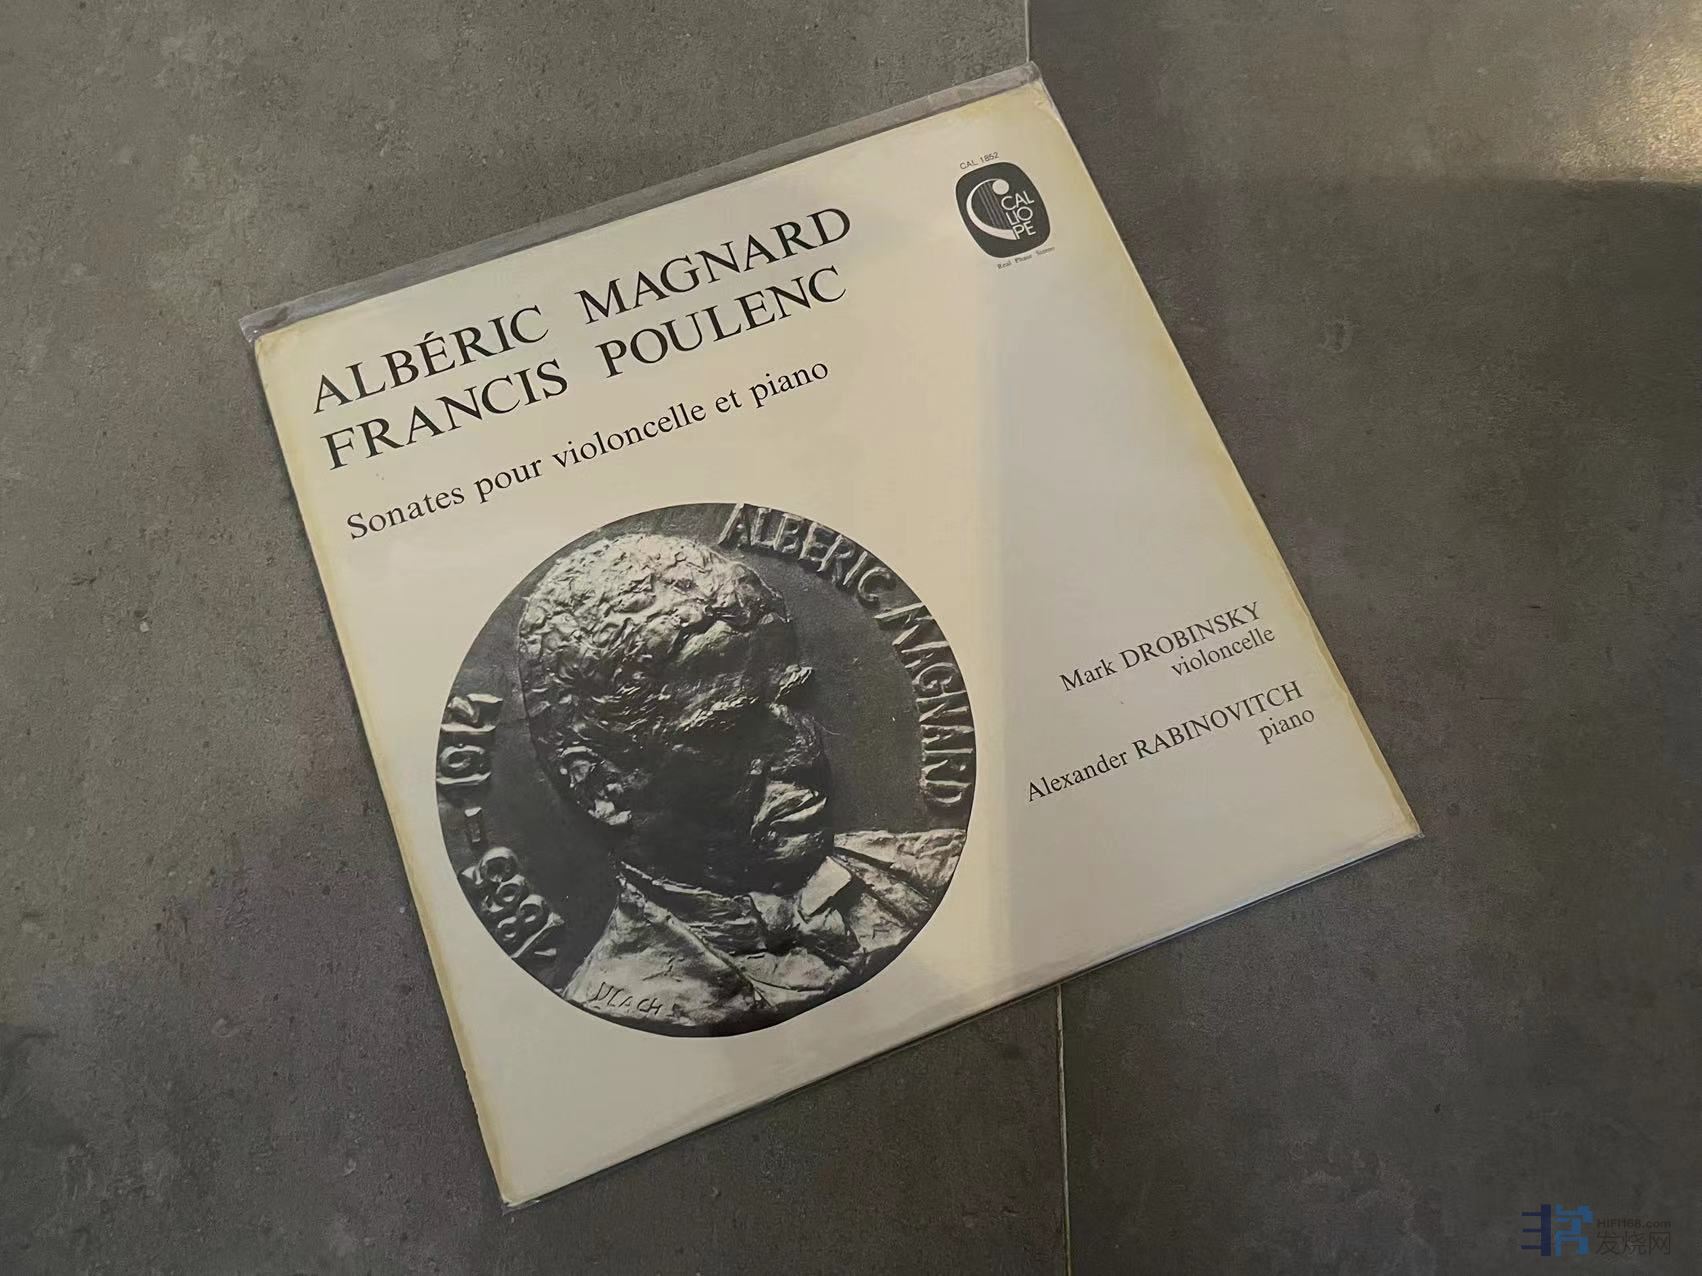 CAL 1852
CAL
LIO
PE
Real Phase Stereo
ALBÉRIC MAGNARD
FRANCIS POULENC
Sonates pour violoncelle et piano
ALBÉRIC MAGNARD
1865-1914
Mark DROBINSKY
violoncelle
Alexander RABINOVITCH
piano
HIFI168.com
发烧网